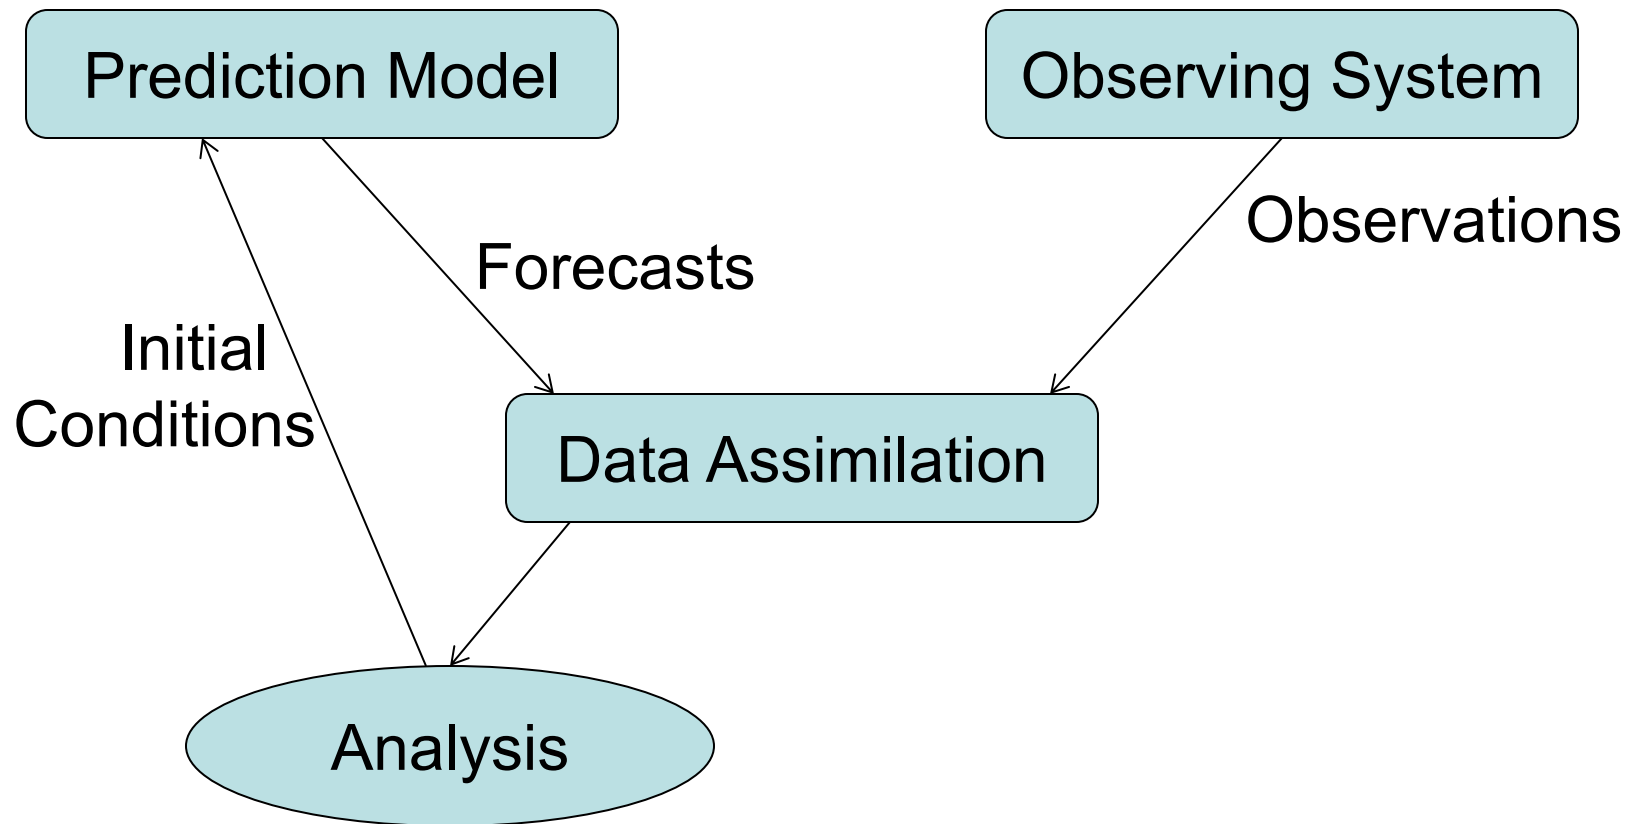 Prediction Model
Observing System
Observations
Forecasts
Initial
Conditions
Data Assimilation
Analysis